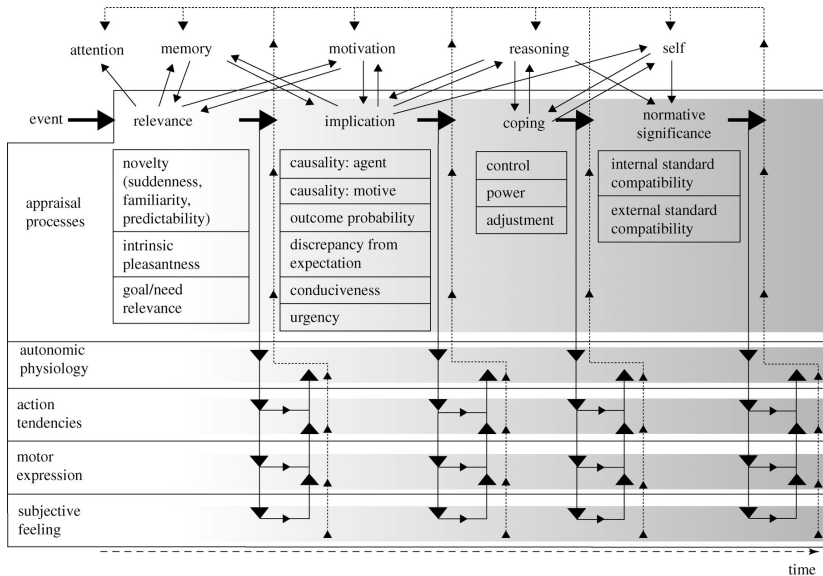 attention
memory
motivation
reasoning
self
event
relevance
implication
coping
normative
significance
appraisal
processes
novelty
(suddenness,
familiarity,
predictability)
intrinsic
pleasantness
goal/need
relevance
causality: agent
causality: motive
outcome probability
discrepancy from
expectation
conduciveness
urgency
control
power
adjustment
internal standard
compatibility
external standard
compatibility
autonomic
physiology
action
tendencies
motor
expression
subjective
feeling
time